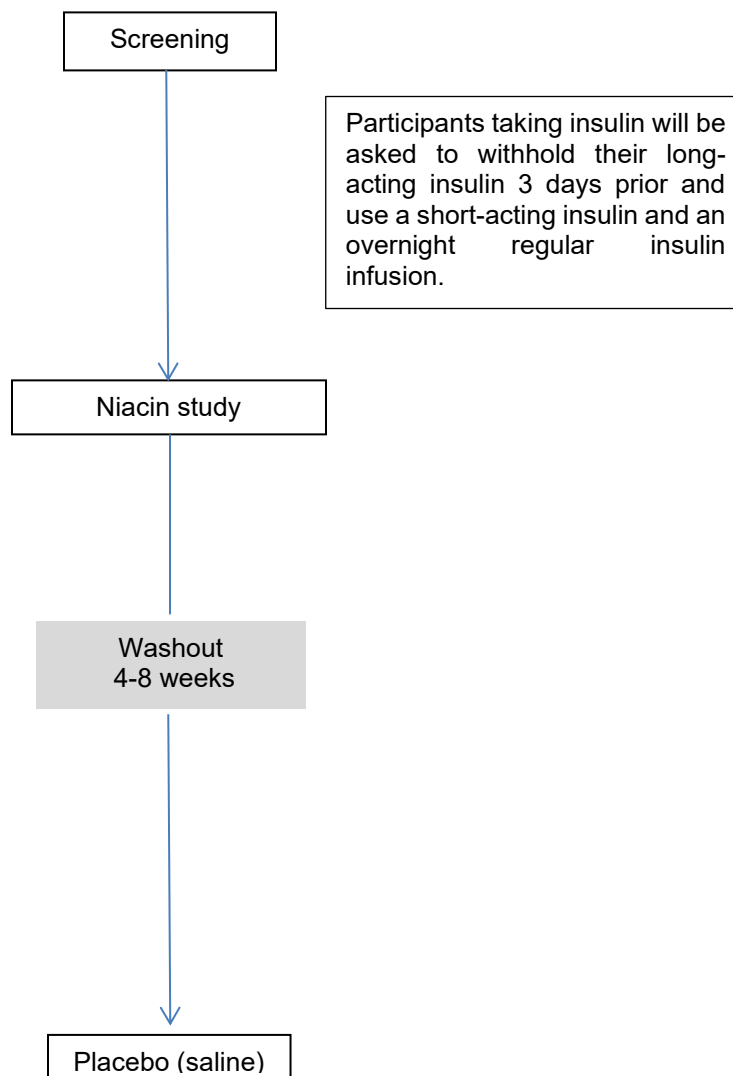 Screening
Participants taking insulin will be
asked to withhold their long-
acting insulin 3 days prior and
use a short-acting insulin and an
overnight regular insulin
infusion.
Niacin study
Washout
4-8 weeks
Placebo (saline)